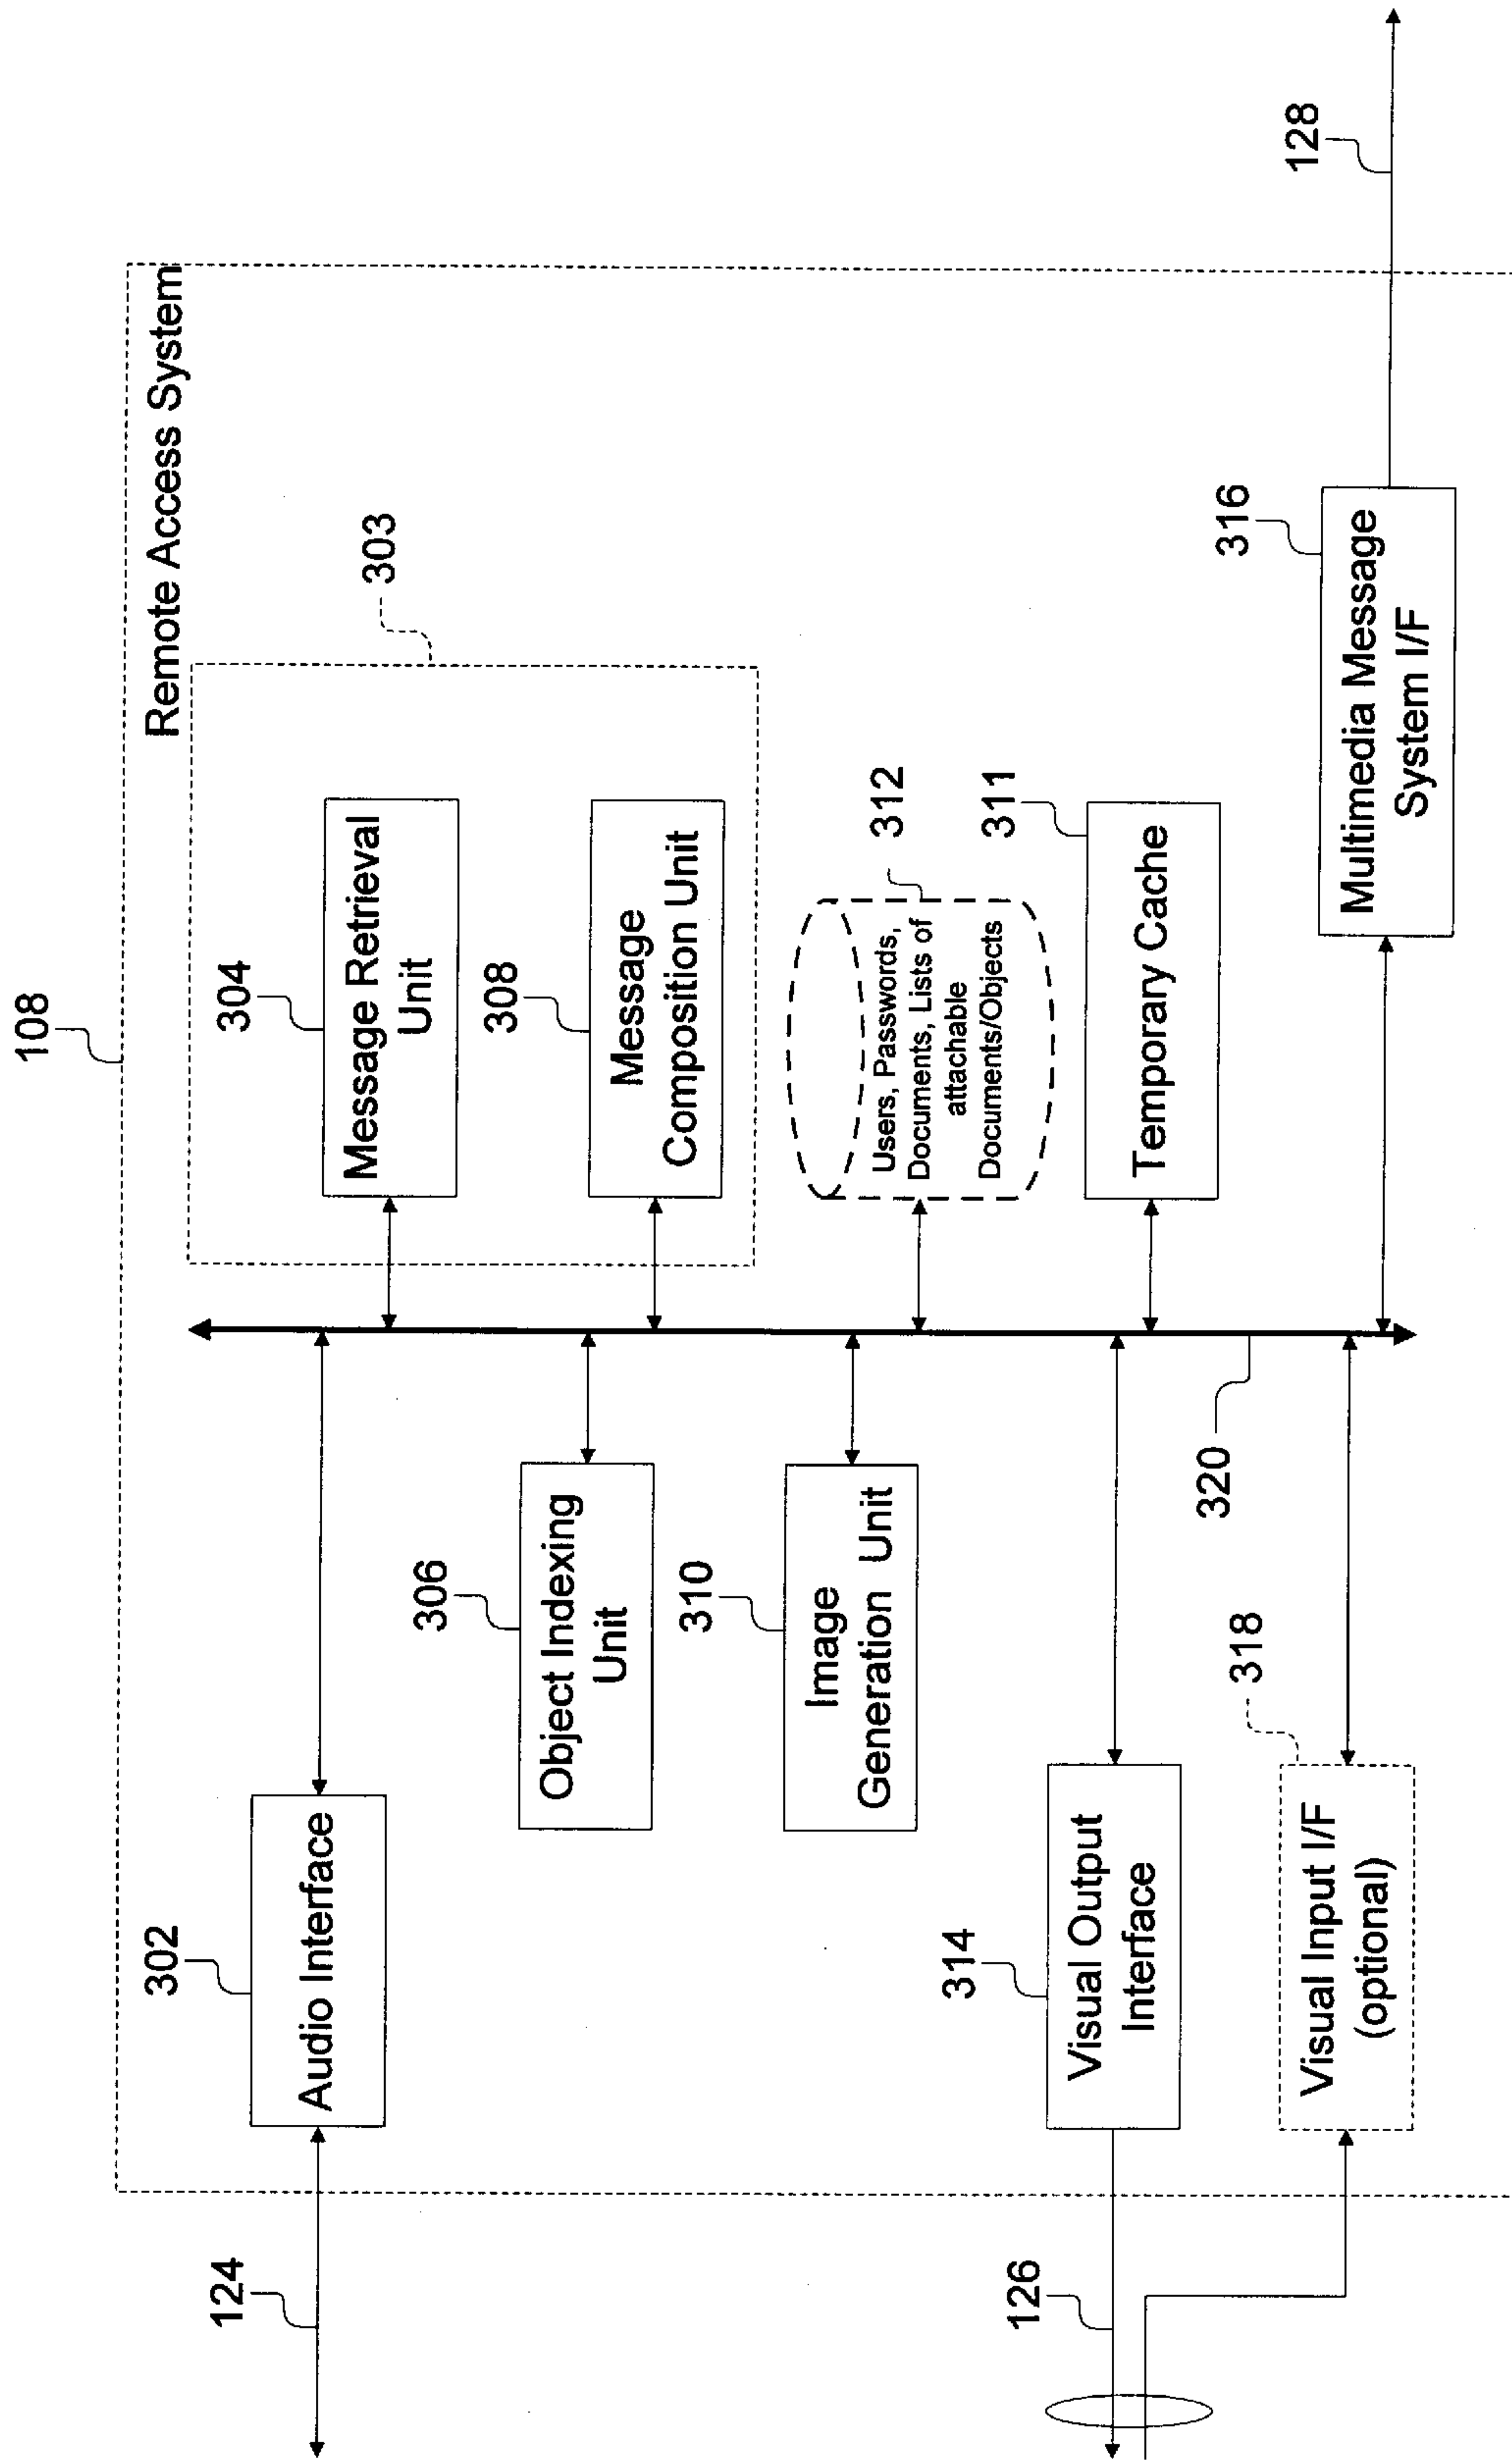 108
Remote Access System
303
304
Message Retrieval
Unit
308
Message
Composition Unit
312
Users, Passwords,
Documents, Lists of
attachable
Documents/Objects
311
Temporary Cache
316
Multimedia Message
System I/F
128
124
302
Audio Interface
306
Object Indexing
Unit
310
Image
Generation Unit
126
314
Visual Output
Interface
318
Visual Input I/F
(optional)
320